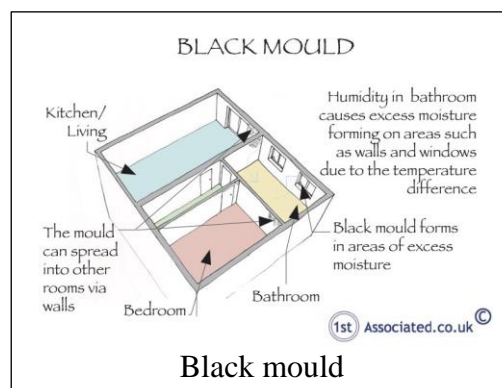 BLACK MOULD
Kitchen/
Living
Humidity in bathroom
causes excess moisture
forming on areas such
as walls and windows
due to the temperature
difference
The mould
can spread
into other
rooms via
walls
Black mould forms
in areas of excess
moisture
Bedroom
Bathroom
1st Associated.co.uk ©
Black mould